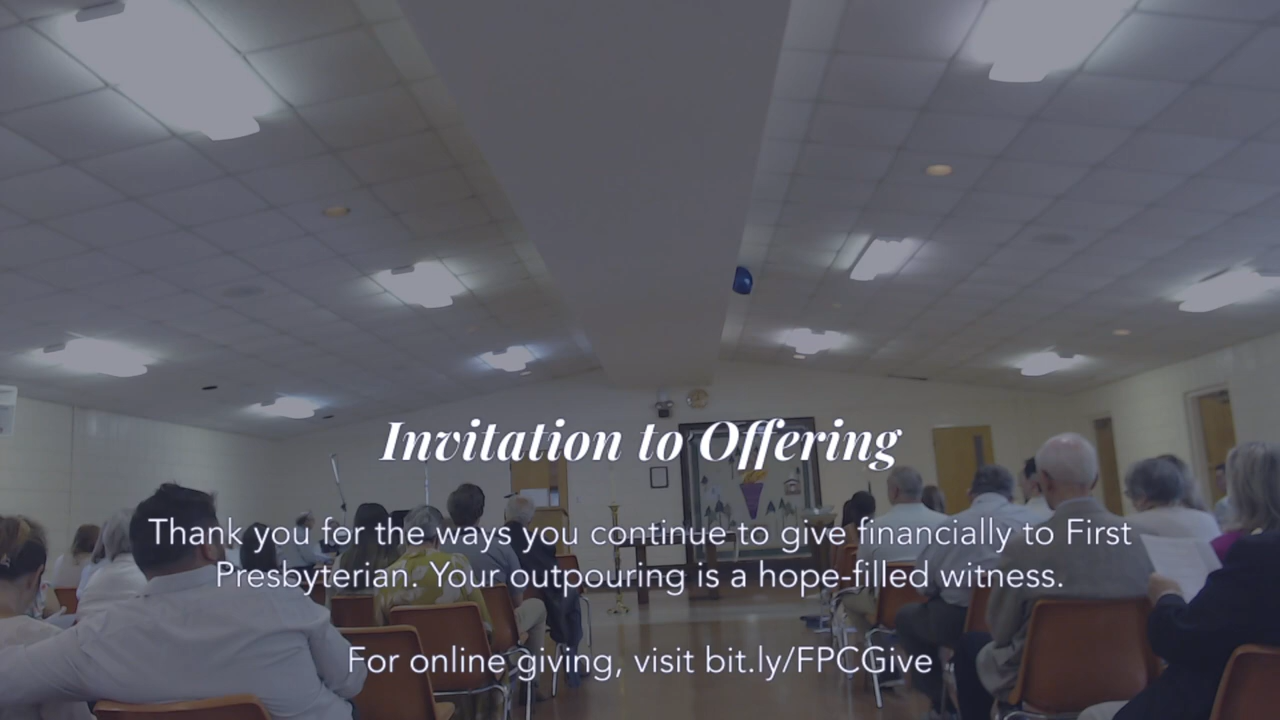 Invitation to Offering
Thank you for the ways you continue to give financially to First
Presbyterian. Your outpouring is a hope-filled witness.
For online giving, visit bit.ly/FPCGive